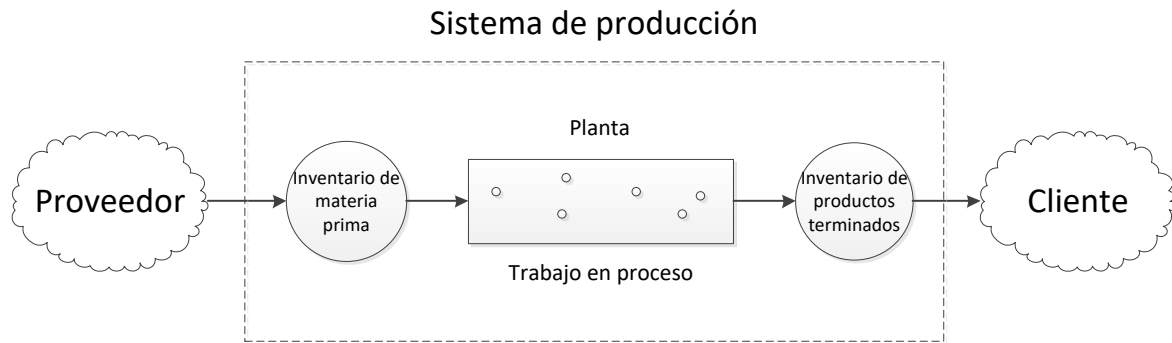 Sistema de producción
Planta
Proveedor
Inventario de
materia
prima
Inventario de
productos
terminados
Cliente
Trabajo en proceso